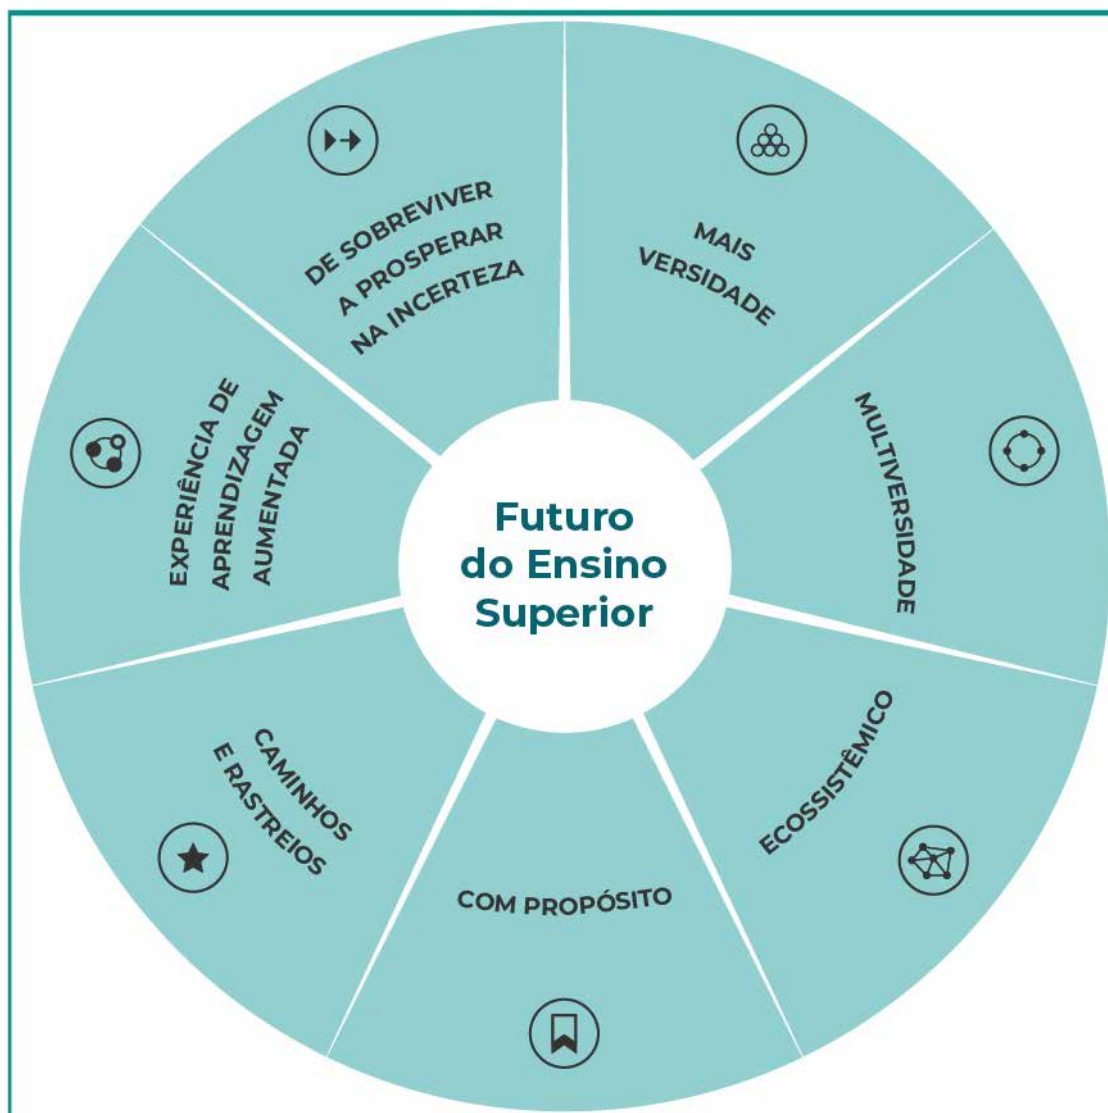 DE SOBREVIVER
A PROSPERAR
NA INCERTEZA
MAIS
VERSIDADE
MULTIVERSIDADE
ECOSSISTÊMICO
COM PROPÓSITO
CAMINHOS
E RASTREIOS
EXPERIÊNCIA DE
APRENDIZAGEM
AUMENTADA
Futuro
do Ensino
Superior